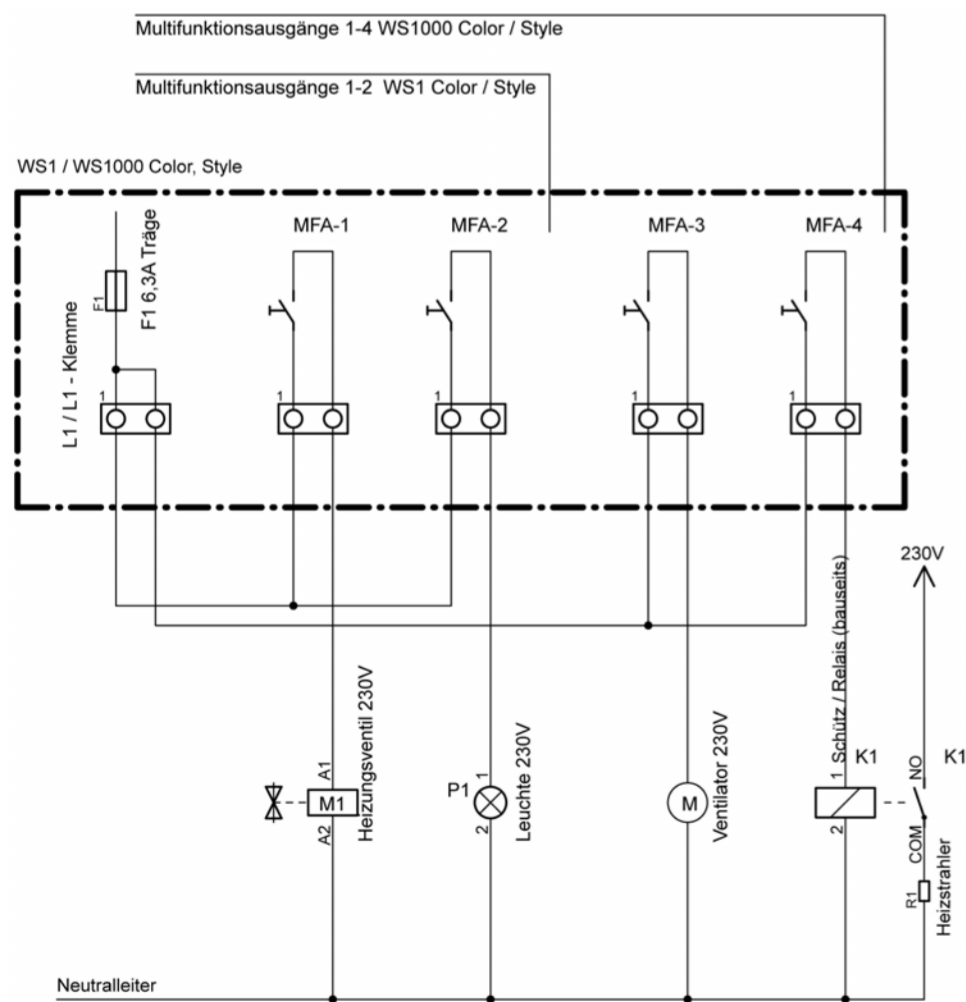 Multifunktionsausgänge 1-4 WS1000 Color / Style
Multifunktionsausgänge 1-2 WS1 Color / Style
WS1 / WS1000 Color, Style
MFA-1
MFA-2
MFA-3
MFA-4
F1
F1 6,3A Träge
L1 / L1 - Klemme
1
1
1
1
1
230V
Schütz / Relais (bauseits)
Heizungsventil 230V
A1
M1
A2
Leuchte 230V
1
P1
2
Ventilator 230V
M
1
K1
2
NO
K1
COM
R1
Heizstrahler
Neutralleiter